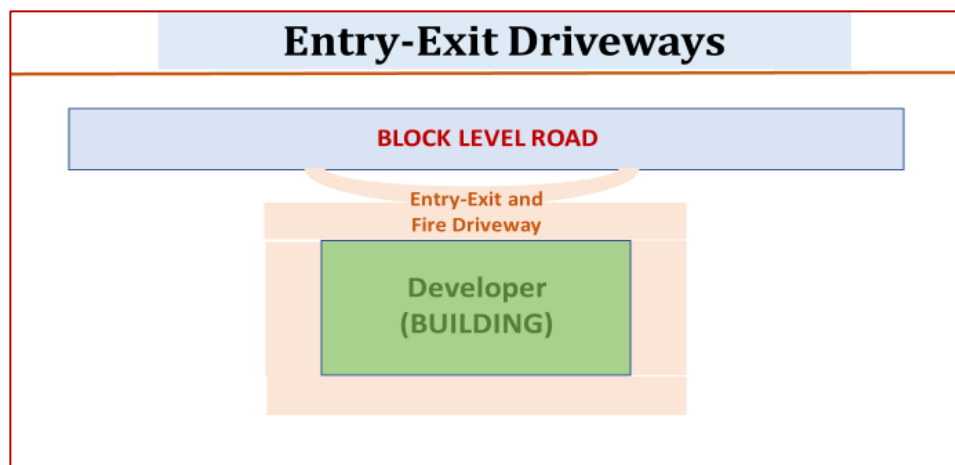 Entry-Exit Driveways
BLOCK LEVEL ROAD
Entry-Exit and
Fire Driveway
Developer
(BUILDING)